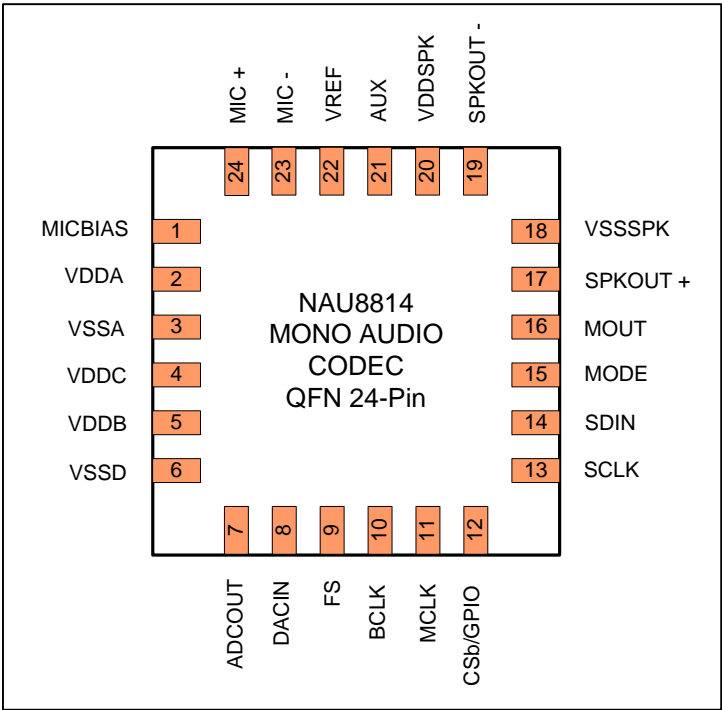 MIC +
MIC -
VREF
AUX
VDDSPK
SPKOUT -
24
23
22
21
20
19
MICBIAS
1
VDDA
2
VSSA
3
VDDC
4
VDDB
5
VSSD
6
NAU8814
MONO AUDIO
CODEC
QFN 24-Pin
18
VSSSPK
17
SPKOUT +
16
MOUT
15
MODE
14
SDIN
13
SCLK
7
8
9
10
11
12
ADCOUT
DACIN
FS
BCLK
MCLK
CSb/GPIO